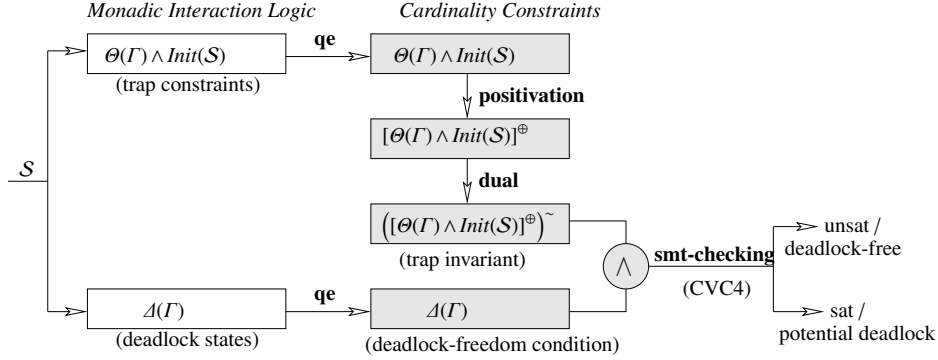 Monadic Interaction Logic
Cardinality Constraints
Θ(Γ) ∧ Init(𝒮)
qe
Θ(Γ) ∧ Init(𝒮)
(trap constraints)
positivation
[Θ(Γ) ∧ Init(𝒮)]⊕
𝒮
dual
([Θ(Γ) ∧ Init(𝒮)]⊕)~
(trap invariant)
unsat /
deadlock-free
∧
smt-checking
(CVC4)
Δ(Γ)
qe
Δ(Γ)
(deadlock states)
(deadlock-freedom condition)
sat /
potential deadlock